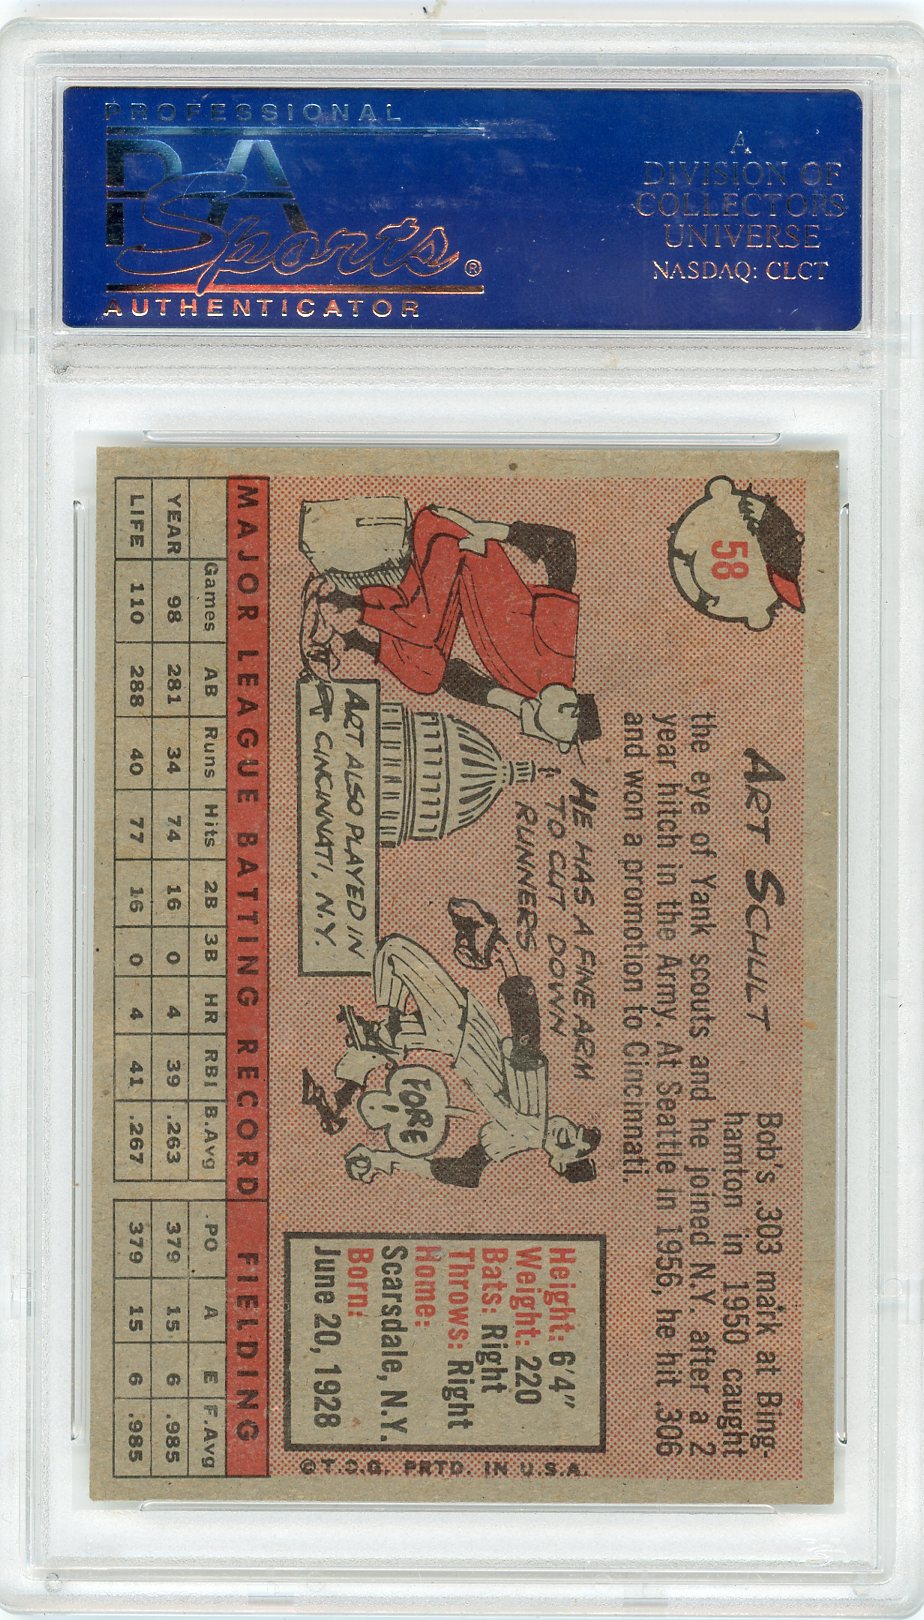 PROFESSIONAL
PSA
Sports®
AUTHENTICATOR
A
DIVISION OF
COLLECTORS
UNIVERSE
NASDAQ: CLCT
58
ART SCHULT
Bob's .303 mark at Bing-
hamton in 1950 caught
the eye of Yank scouts and he joined N.Y. after a 2
year hitch in the Army. At Seattle in 1956, he hit .306
and won a promotion to Cincinnati.
HE HAS A FINE ARM
TO CUT DOWN
RUNNERS
ART ALSO PLAYED IN
CINCINNATI, N.Y.
FORE
Height: 6'4"
Weight: 220
Bats: Right
Throws: Right
Home:
Scarsdale, N.Y.
Born:
June 20, 1928
©T.C.G. PRTD. IN U.S.A.
MAJOR LEAGUE BATTING RECORD FIELDING
Games AB Runs Hits 2B 3B HR RBI B.Avg PO A E F.Avg
YEAR 98 281 34 74 16 0 4 39 .263 379 15 6 .985
LIFE 110 288 40 77 16 0 4 41 .267 379 15 6 .985